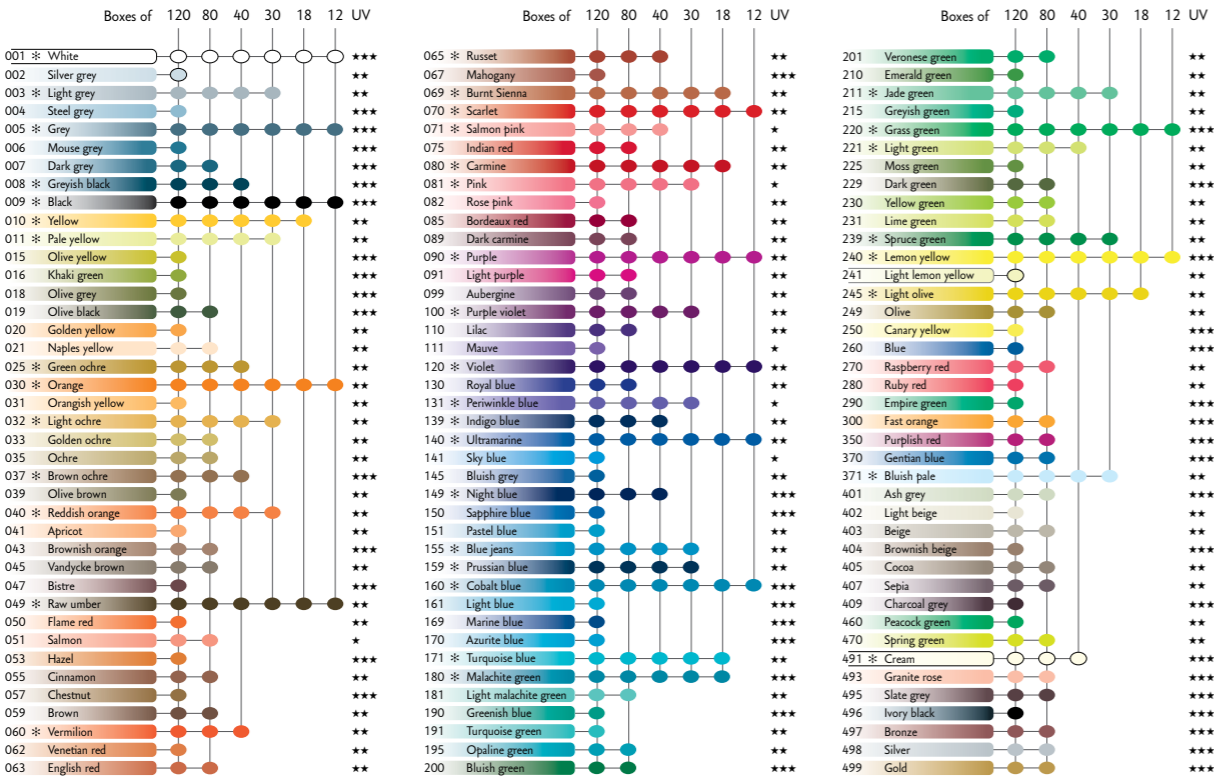 Boxes of 120 80 40 30 18 12 UV
001 * White ★★★
002 Silver grey ★★
003 * Light grey ★★
004 Steel grey ★★★
005 * Grey ★★★
006 Mouse grey ★★★
007 Dark grey ★★★
008 * Greyish black ★★★
009 * Black ★★★
010 * Yellow ★★
011 * Pale yellow ★★
015 Olive yellow ★★★
016 Khaki green ★★★
018 Olive grey ★★★
019 Olive black ★★
020 Golden yellow ★★
021 Naples yellow ★★
025 * Green ochre ★★
030 * Orange ★★
031 Orangish yellow ★★
032 * Light ochre ★★
033 Golden ochre ★★
035 Ochre ★★
037 * Brown ochre ★★★
039 Olive brown ★★
040 * Reddish orange ★★
041 Apricot ★★
043 Brownish orange ★★★
045 Vandycke brown ★★
047 Bistre ★★★
049 * Raw umber ★★
050 Flame red ★★
051 Salmon ★
053 Hazel ★★★
055 Cinnamon ★★
057 Chestnut ★★★
059 Brown ★★
060 * Vermilion ★★
062 Venetian red ★★
063 English red ★★
Boxes of 120 80 40 30 18 12 UV
065 * Russet ★★
067 Mahogany ★★★
069 * Burnt Sienna ★★
070 * Scarlet ★★★
071 * Salmon pink ★
075 Indian red ★★
080 * Carmine ★★
081 * Pink ★
082 Rose pink ★★
085 Bordeaux red ★★
089 Dark carmine ★★
090 * Purple ★★
091 Light purple ★★
099 Aubergine ★★
100 * Purple violet ★★
110 Lilac ★★
111 Mauve ★
120 * Violet ★★
130 Royal blue ★★
131 * Periwinkle blue ★
139 * Indigo blue ★★
140 * Ultramarine ★★
141 Sky blue ★
145 Bluish grey ★★
149 * Night blue ★★★
150 Sapphire blue ★★★
151 Pastel blue ★★
155 * Blue jeans ★★
159 * Prussian blue ★★
160 * Cobalt blue ★★★
161 Light blue ★★★
169 Marine blue ★★★
170 Azurite blue ★★★
171 * Turquoise blue ★★
180 * Malachite green ★★★
181 Light malachite green ★★
190 Greenish blue ★★★
191 Turquoise green ★★
195 Opaline green ★★
200 Bluish green ★★★
Boxes of 120 80 40 30 18 12 UV
201 Veronese green ★★
210 Emerald green ★★
211 * Jade green ★★
215 Greyish green ★★
220 * Grass green ★★★
221 * Light green ★★
225 Moss green ★★
229 Dark green ★★★
230 Yellow green ★★
231 Lime green ★★
239 * Spruce green ★★
240 * Lemon yellow ★★★
241 Light lemon yellow ★★
245 * Light olive ★★
249 Olive ★★
250 Canary yellow ★★★
260 Blue ★★★
270 Raspberry red ★★
280 Ruby red ★★
290 Empire green ★★★
300 Fast orange ★★★
350 Purplish red ★★★
370 Gentian blue ★★★
371 * Bluish pale ★★
401 Ash grey ★★★
402 Light beige ★★
403 Beige ★★
404 Brownish beige ★★★
405 Cocoa ★★
407 Sepia ★★
409 Charcoal grey ★★★
460 Peacock green ★★★
470 Spring green ★★
491 * Cream ★★★
493 Granite rose ★★★
495 Slate grey ★★★
496 Ivory black ★★★
497 Bronze ★★★
498 Silver ★★★
499 Gold ★★★